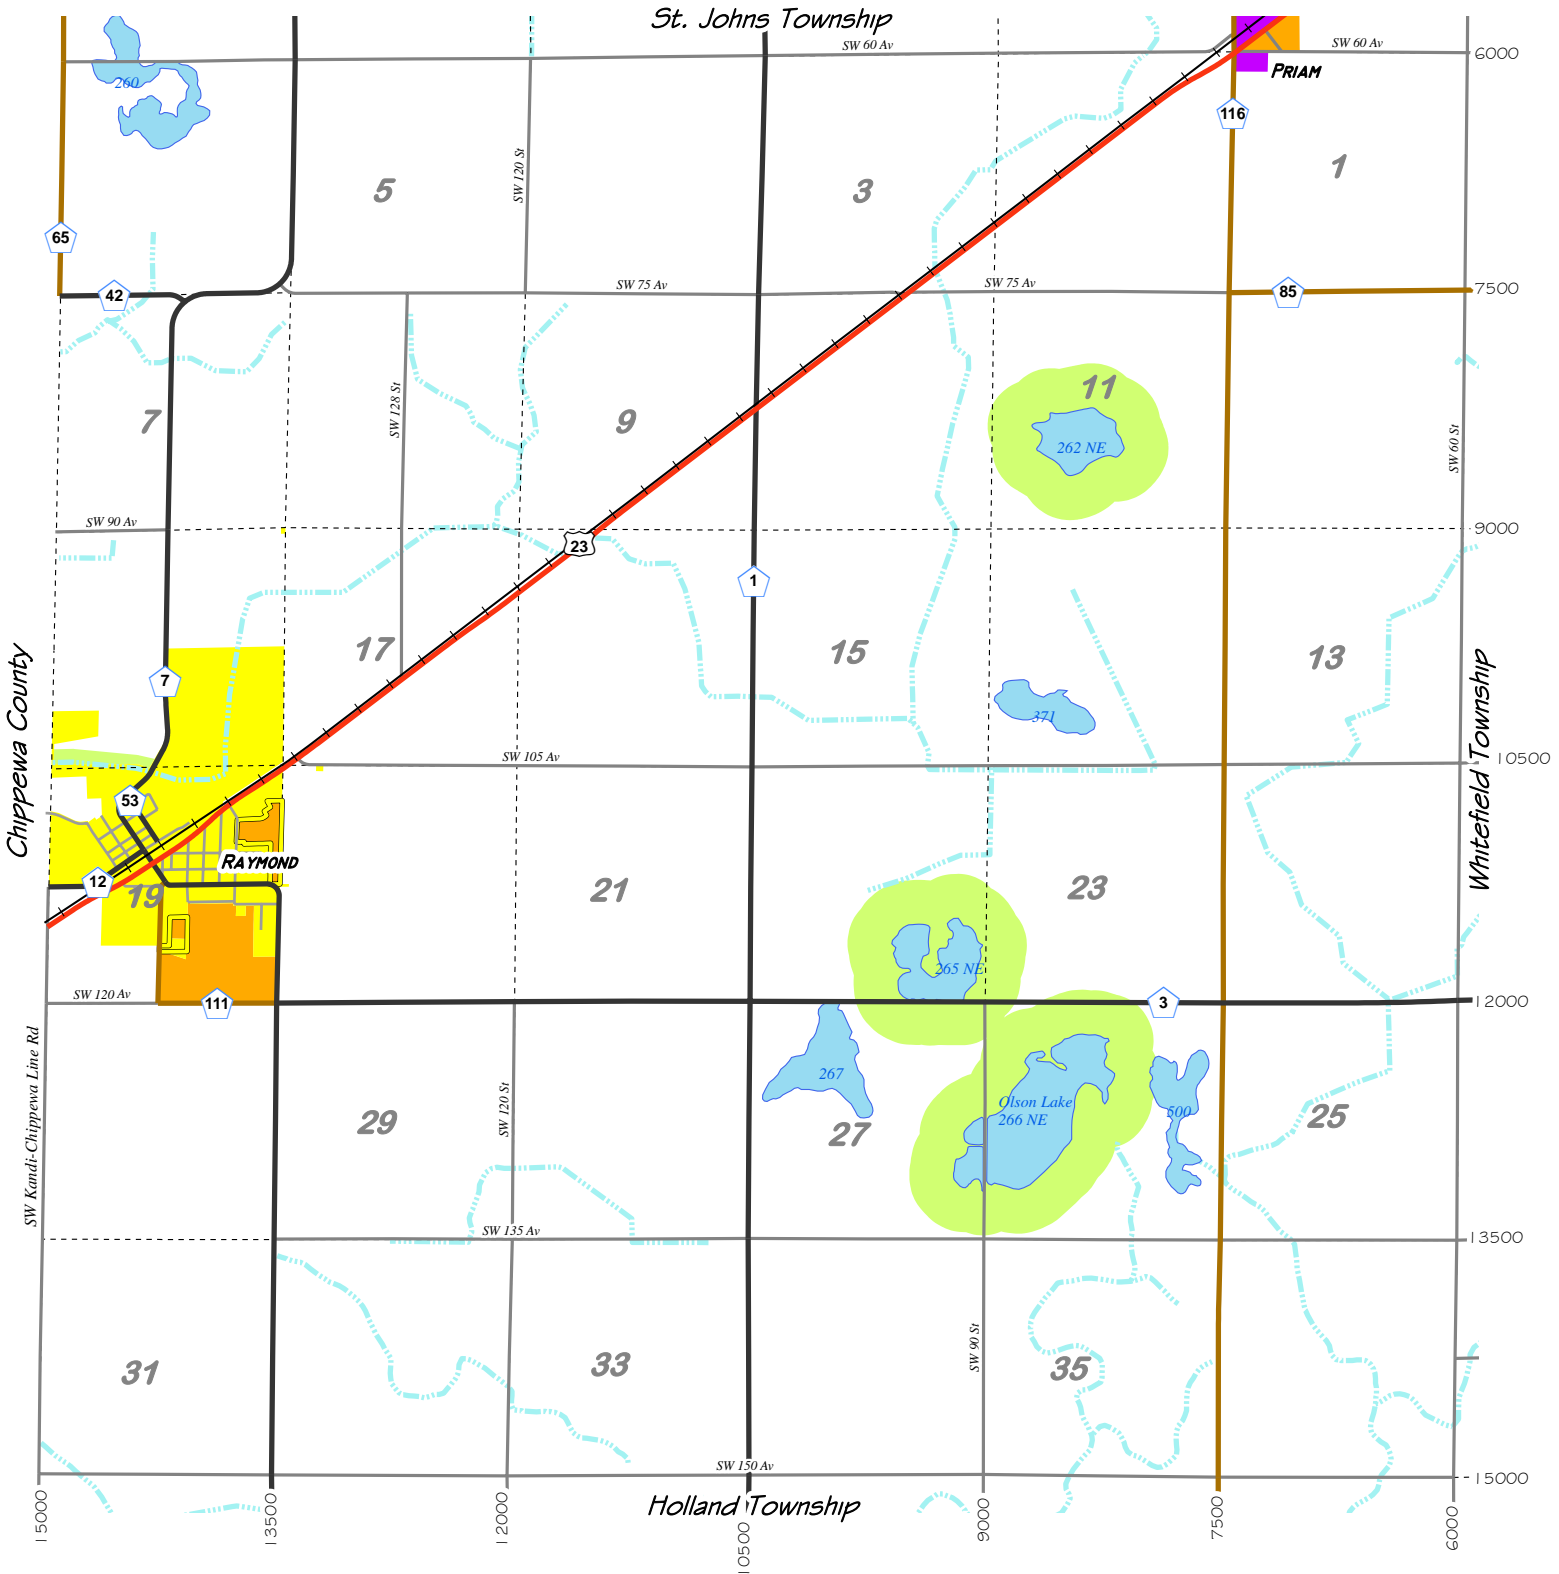 St. Johns Township
SW 60 Av
SW 60 Av
6000
260
PRIAM
116
SW 120 St
5
3
1
65
42
SW 75 Av
SW 75 Av
85
7500
SW 128 St
7
9
11
262 NE
SW 60 St
SW 90 Av
9000
23
1
Chippewa County
17
15
13
Whitefield Township
7
371
SW 105 Av
10500
53
RAYMOND
12
19
21
23
265 NE
SW 120 Av
111
3
12000
SW Kandi-Chippewa Line Rd
267
Olson Lake
266 NE
500
SW 120 St
29
27
25
SW 135 Av
13500
SW 90 St
31
33
35
SW 150 Av
15000
Holland Township
15000
13500
12000
10500
9000
7500
6000